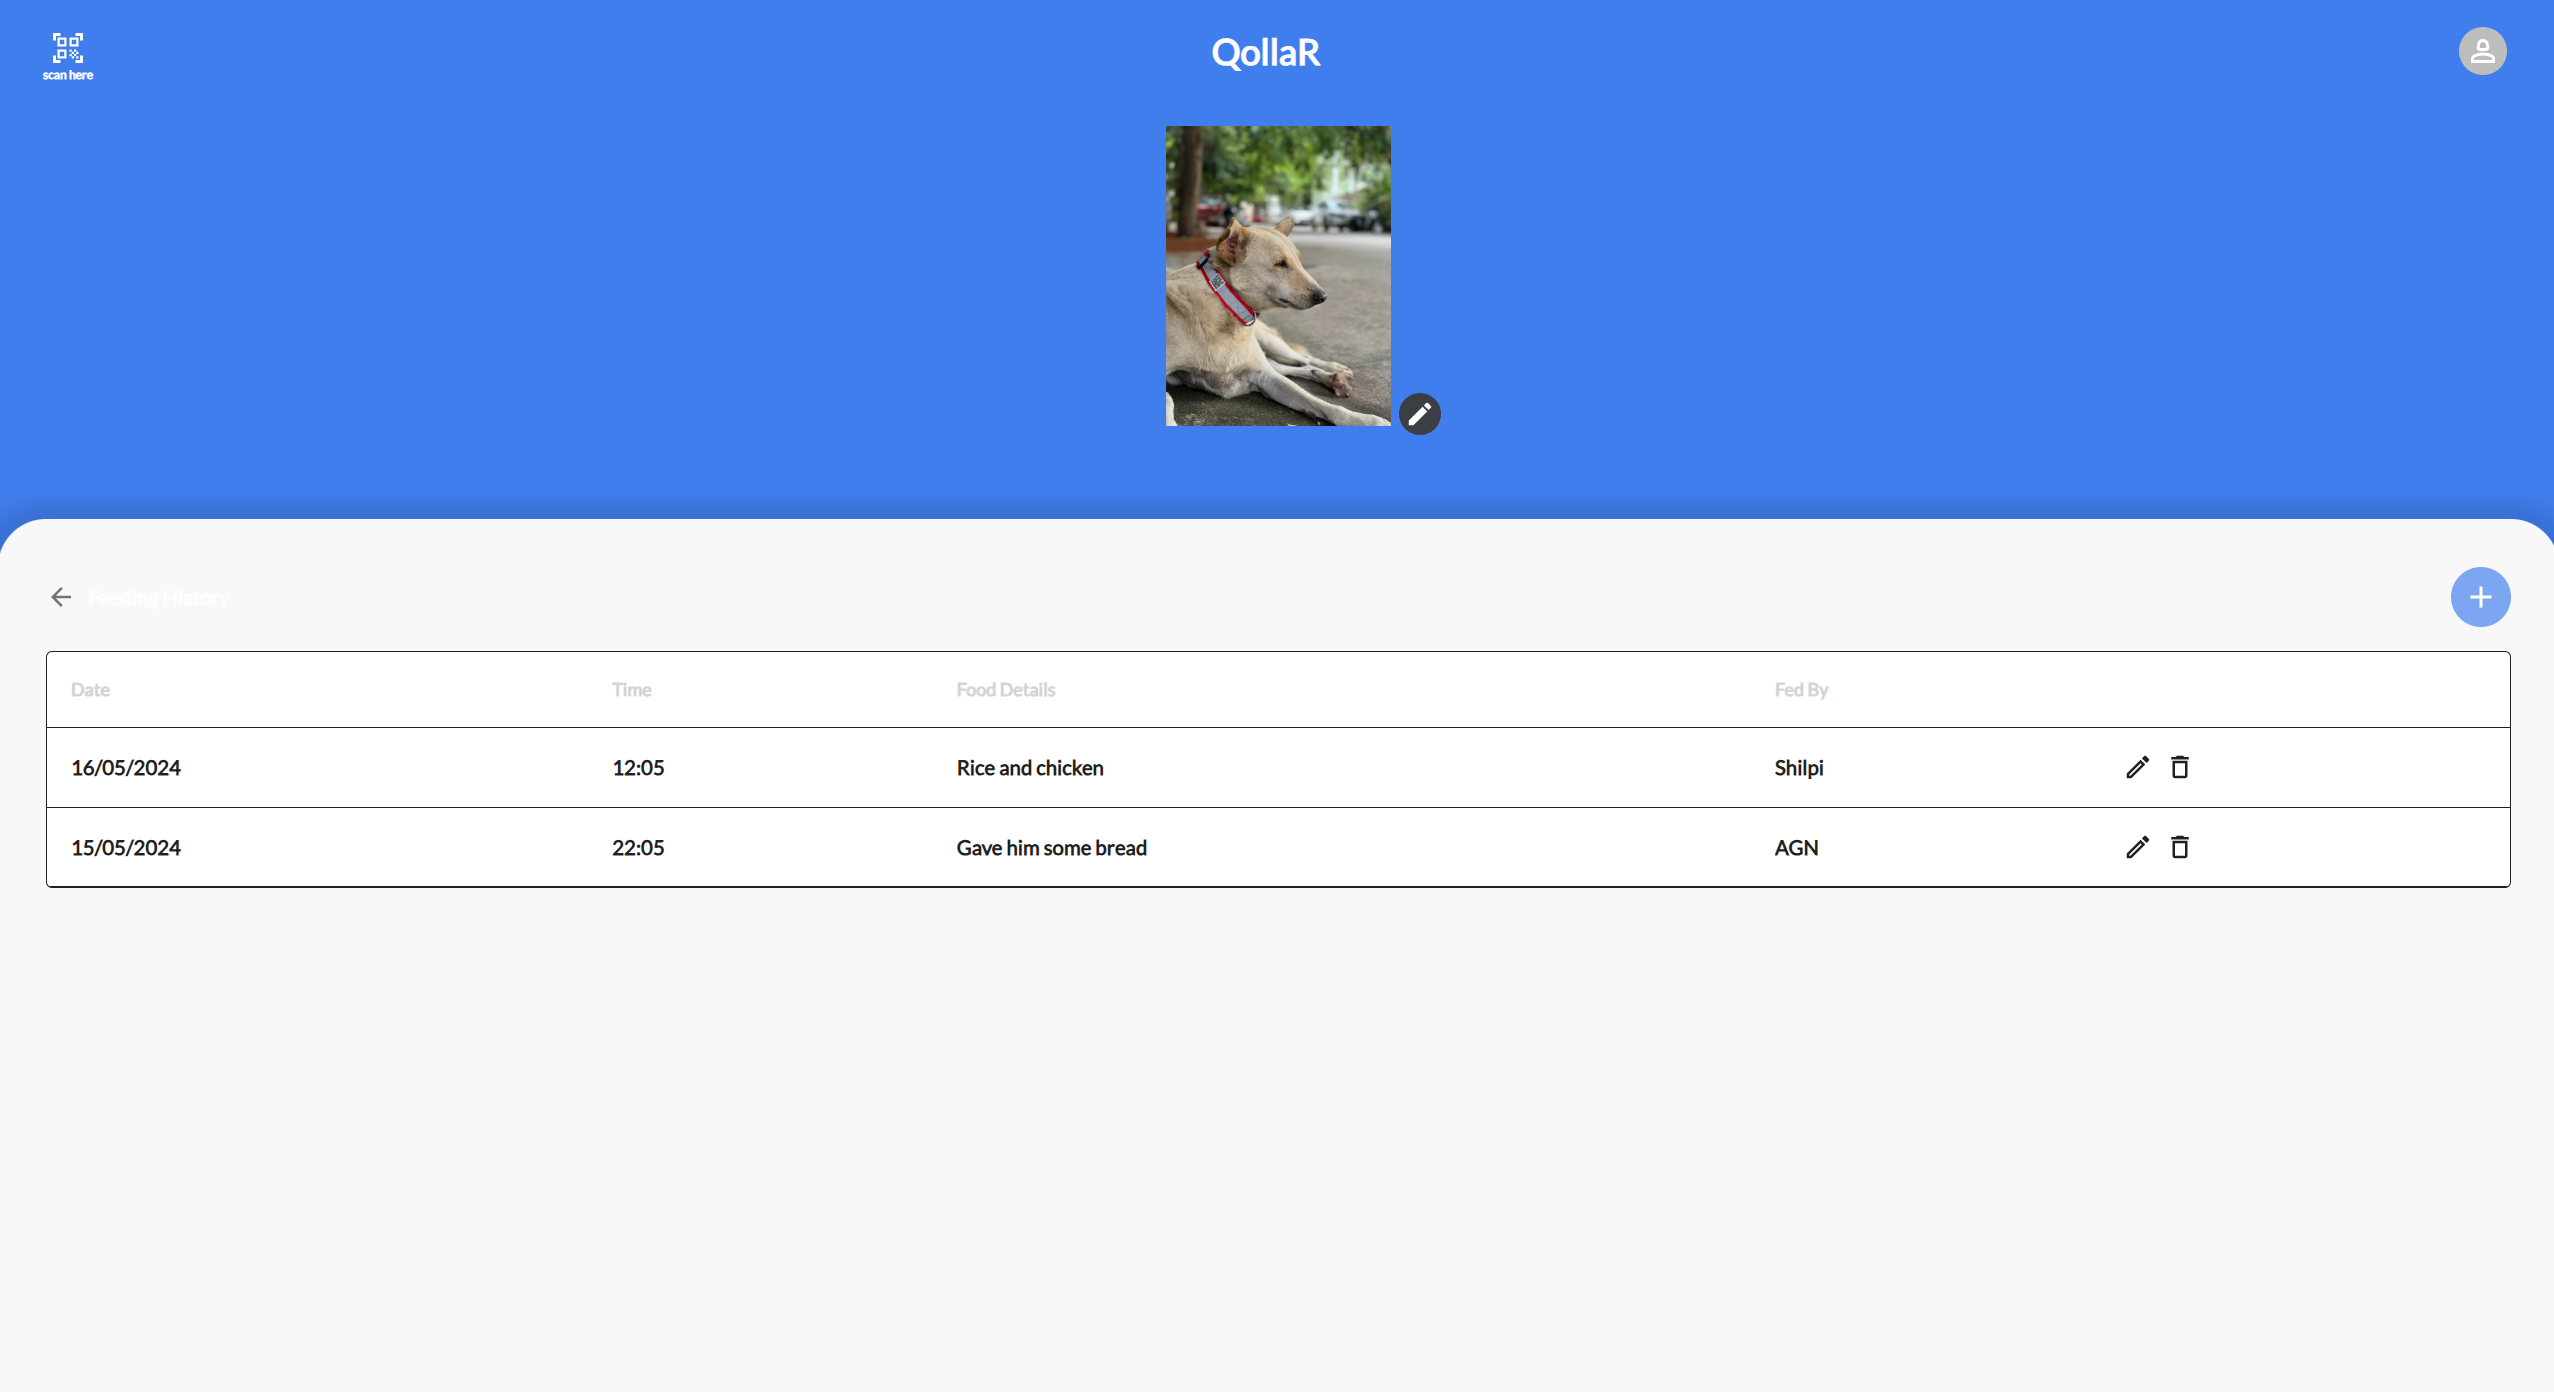 QollaR
scan here
Feeding History
Date Time Food Details Fed By
16/05/2024 12:05 Rice and chicken Shilpi
15/05/2024 22:05 Gave him some bread AGN